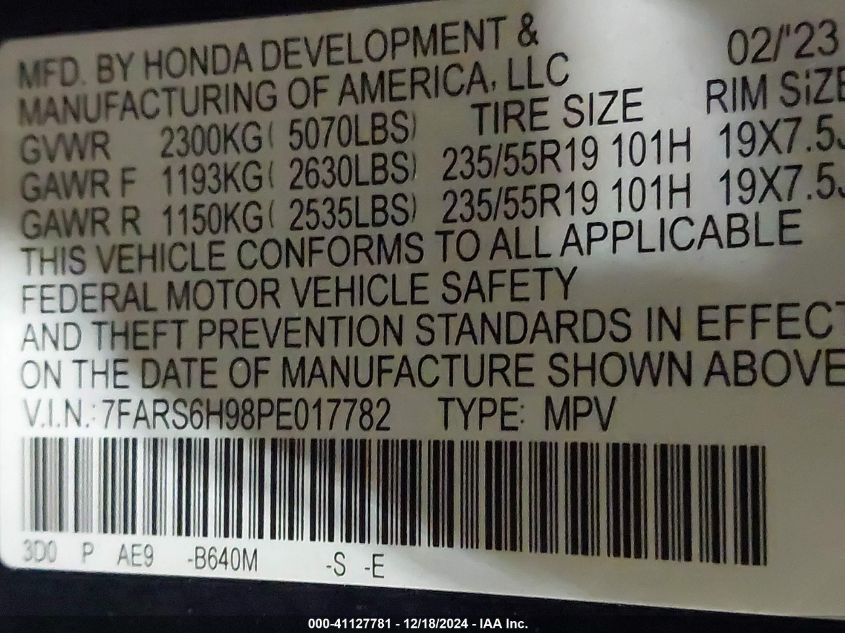 MFD. BY HONDA DEVELOPMENT & 02/'23
MANUFACTURING OF AMERICA, LLC
TIRE SIZE RIM SIZE
GVWR 2300KG( 5070LBS)
GAWR F 1193KG( 2630LBS) 235/55R19 101H 19X7.5J
GAWR R 1150KG( 2535LBS) 235/55R19 101H 19X7.5J
THIS VEHICLE CONFORMS TO ALL APPLICABLE
FEDERAL MOTOR VEHICLE SAFETY
AND THEFT PREVENTION STANDARDS IN EFFECT
ON THE DATE OF MANUFACTURE SHOWN ABOVE
V.I.N.: 7FARS6H98PE017782 TYPE: MPV
3D0 P AE9 -B640M -S -E
000-41127781 - 12/18/2024 - IAA Inc.